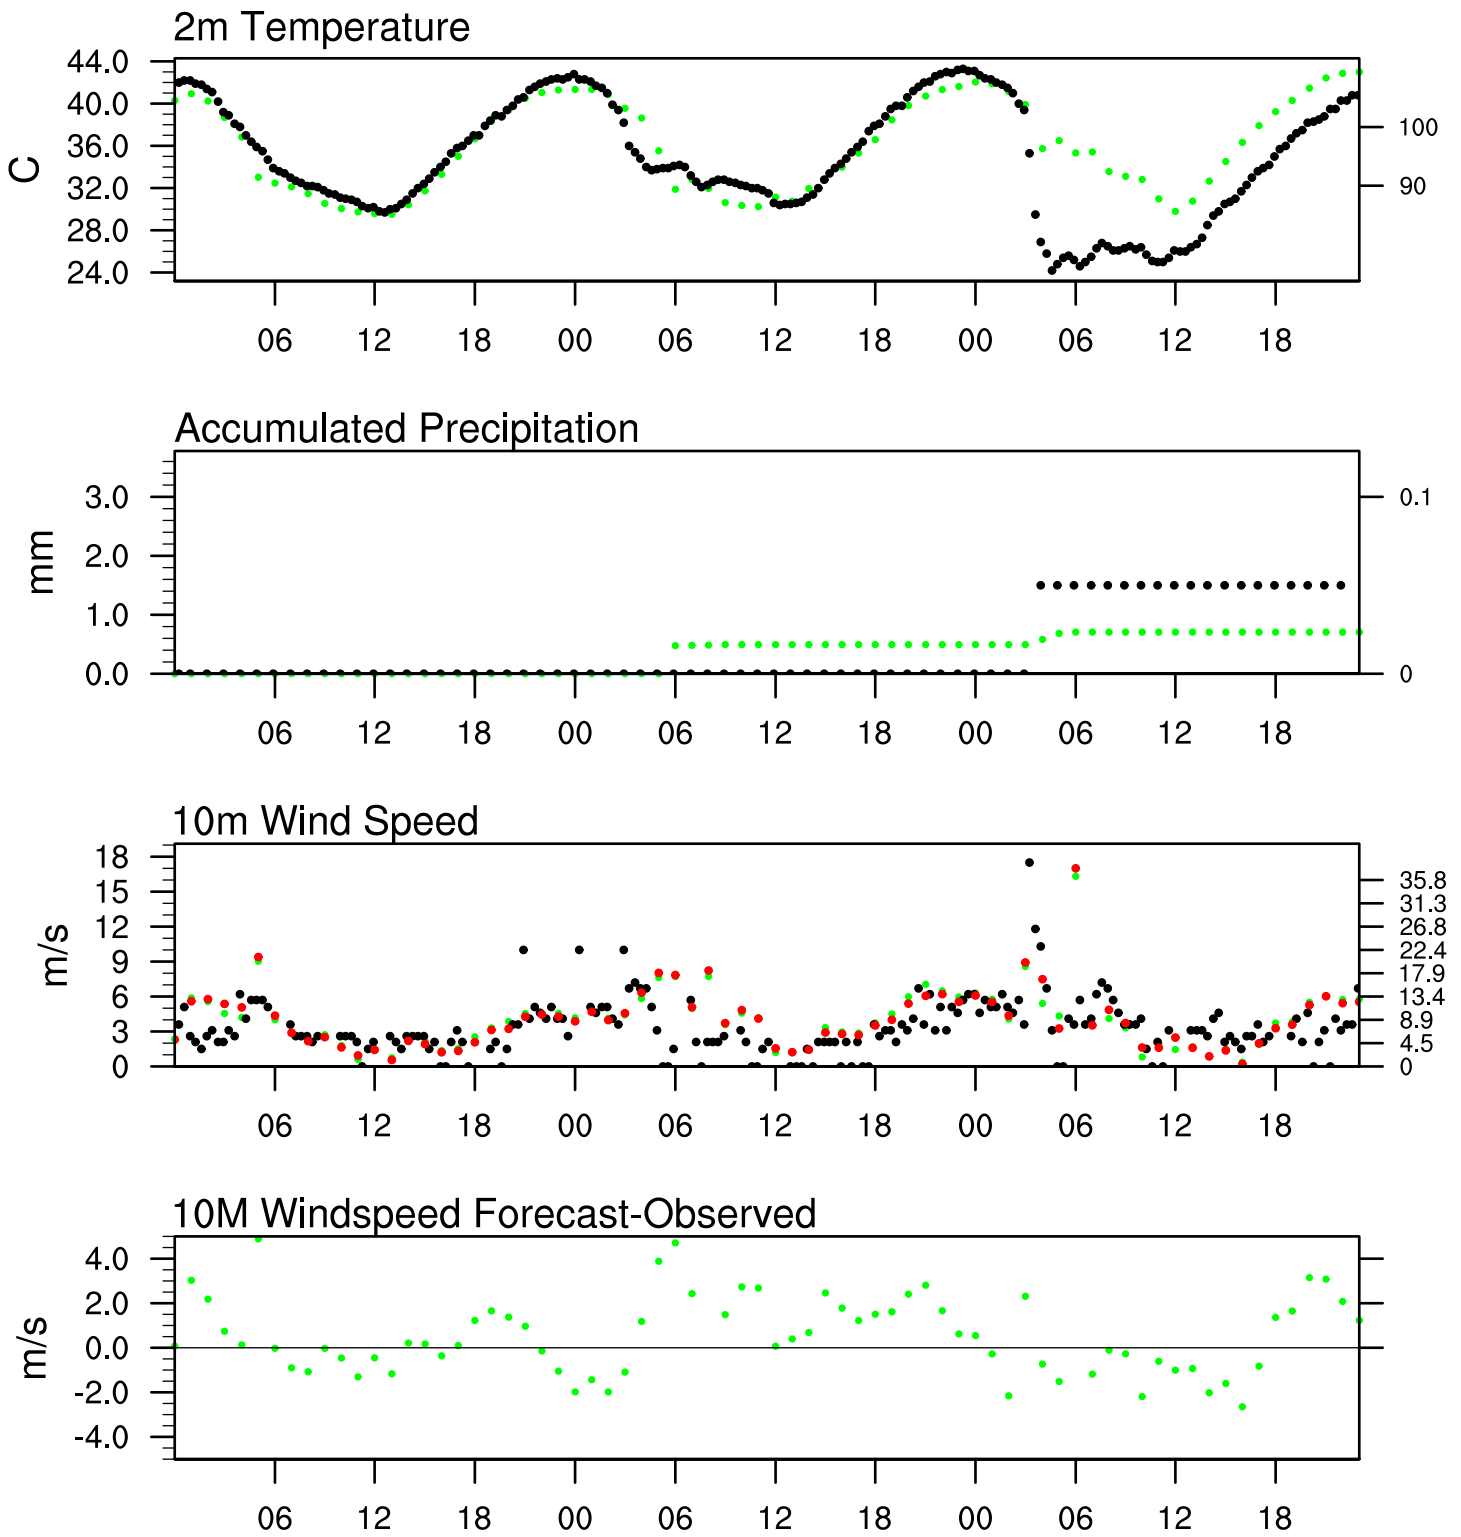 2m Temperature
44.0
40.0
36.0
32.0
28.0
24.0
C
100
90
06 12 18 00 06 12 18 00 06 12 18
Accumulated Precipitation
3.0
2.0
1.0
0.0
mm
0.1
0
06 12 18 00 06 12 18 00 06 12 18
10m Wind Speed
18
15
12
9
6
3
0
m/s
35.8
31.3
26.8
22.4
17.9
13.4
8.9
4.5
0
06 12 18 00 06 12 18 00 06 12 18
10M Windspeed Forecast-Observed
4.0
2.0
0.0
-2.0
-4.0
m/s
06 12 18 00 06 12 18 00 06 12 18